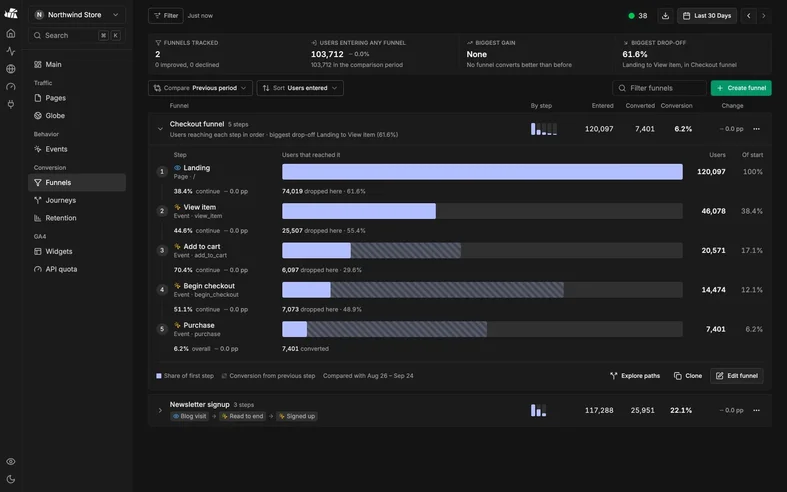 N Northwind Store
Search ⌘ K
Main
Traffic
Pages
Globe
Behavior
Events
Conversion
Funnels
Journeys
Retention
GA4
Widgets
API quota
Filter Just now
38 Last 30 Days
FUNNELS TRACKED
2
0 improved, 0 declined
USERS ENTERING ANY FUNNEL
103,712 – 0.0%
103,712 in the comparison period
BIGGEST GAIN
None
No funnel converts better than before
BIGGEST DROP-OFF
61.6%
Landing to View item, in Checkout funnel
Compare Previous period Sort Users entered
Filter funnels Create funnel
Funnel By step Entered Converted Conversion Change
Checkout funnel 5 steps
Users reaching each step in order · biggest drop-off Landing to View item (61.6%)
120,097 7,401 6.2% – 0.0 pp
Step Users that reached it Users Of start
1 Landing
Page · /
120,097 100%
38.4% continue – 0.0 pp 74,019 dropped here · 61.6%
2 View item
Event · view_item
46,078 38.4%
44.6% continue – 0.0 pp 25,507 dropped here · 55.4%
3 Add to cart
Event · add_to_cart
20,571 17.1%
70.4% continue – 0.0 pp 6,097 dropped here · 29.6%
4 Begin checkout
Event · begin_checkout
14,474 12.1%
51.1% continue – 0.0 pp 7,073 dropped here · 48.9%
5 Purchase
Event · purchase
7,401 6.2%
6.2% overall – 0.0 pp 7,401 converted
Share of first step Conversion from previous step Compared with Aug 26 – Sep 24
Explore paths Clone Edit funnel
Newsletter signup 3 steps
Blog visit → Read to end → Signed up
117,288 25,951 22.1% – 0.0 pp